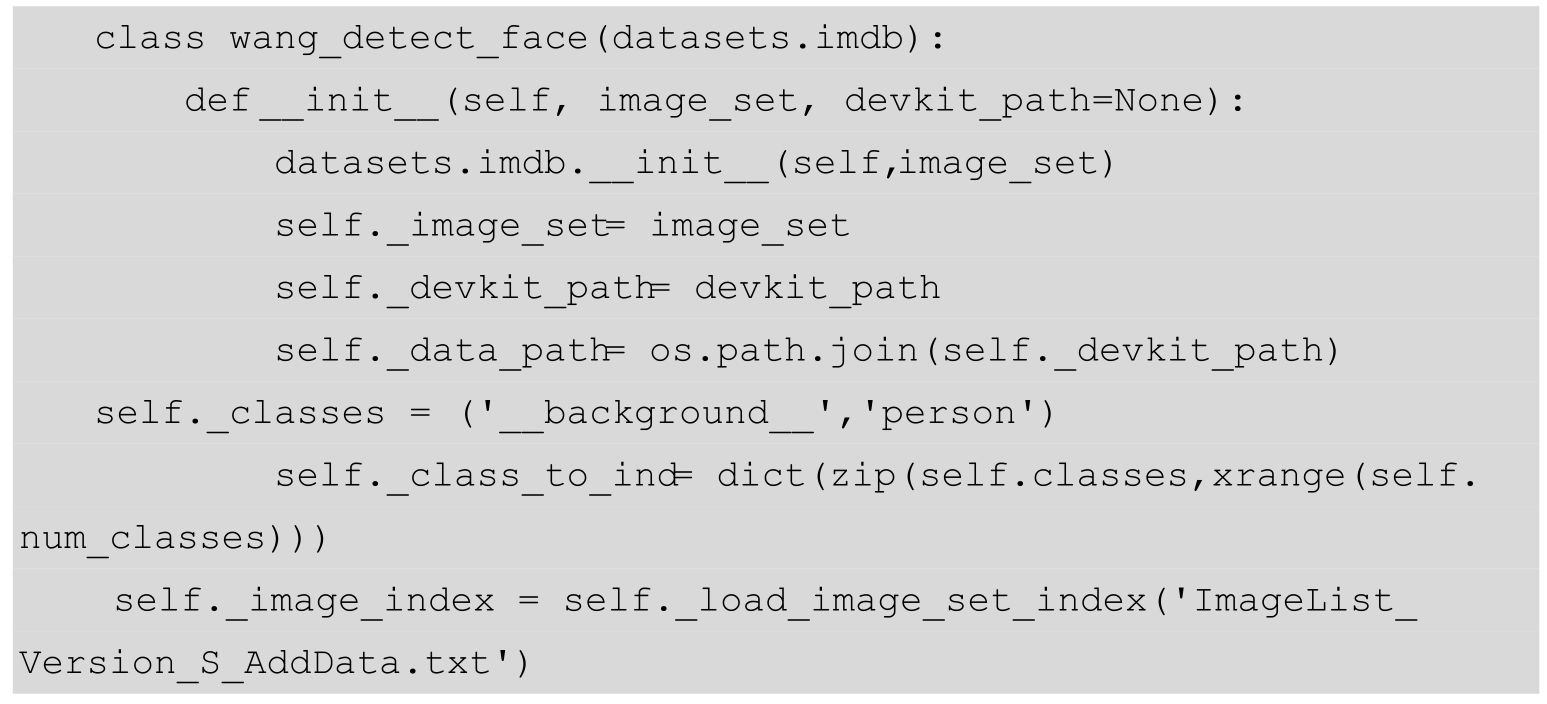 class wang_detect_face(datasets.imdb):
def __init__(self, image_set, devkit_path=None):
datasets.imdb.__init__(self,image_set)
self._image_set= image_set
self._devkit_path= devkit_path
self._data_path= os.path.join(self._devkit_path)
self._classes = ('__background__','person')
self._class_to_ind= dict(zip(self.classes,xrange(self.
num_classes)))
self._image_index = self._load_image_set_index('ImageList_
Version_S_AddData.txt')